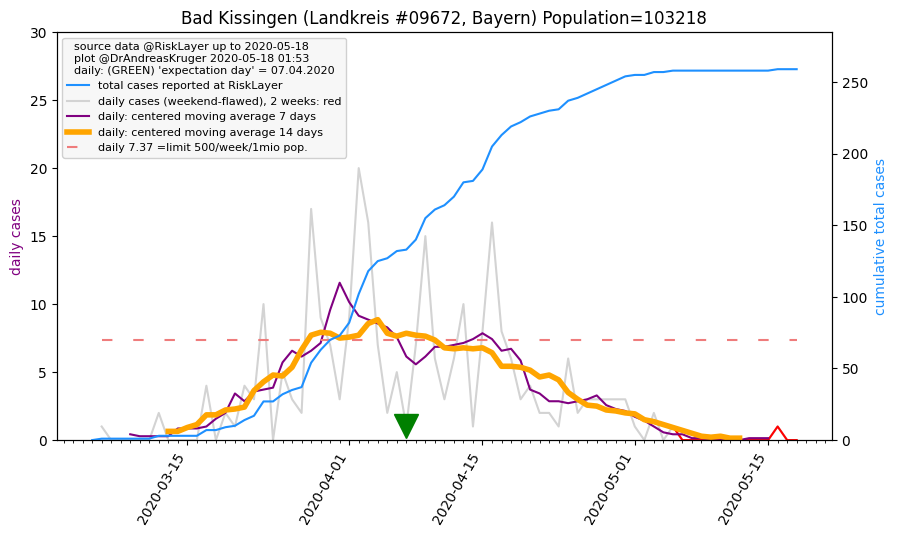 Bad Kissingen (Landkreis #09672, Bayern) Population=103218
source data @RiskLayer up to 2020-05-18
plot @DrAndreasKruger 2020-05-18 01:53
daily: (GREEN) 'expectation day' = 07.04.2020
total cases reported at RiskLayer
daily cases (weekend-flawed), 2 weeks: red
daily: centered moving average 7 days
daily: centered moving average 14 days
daily 7.37 =limit 500/week/1mio pop.
daily cases
30
25
20
15
10
5
0
cumulative total cases
250
200
150
100
50
0
2020-03-15
2020-04-01
2020-04-15
2020-05-01
2020-05-15